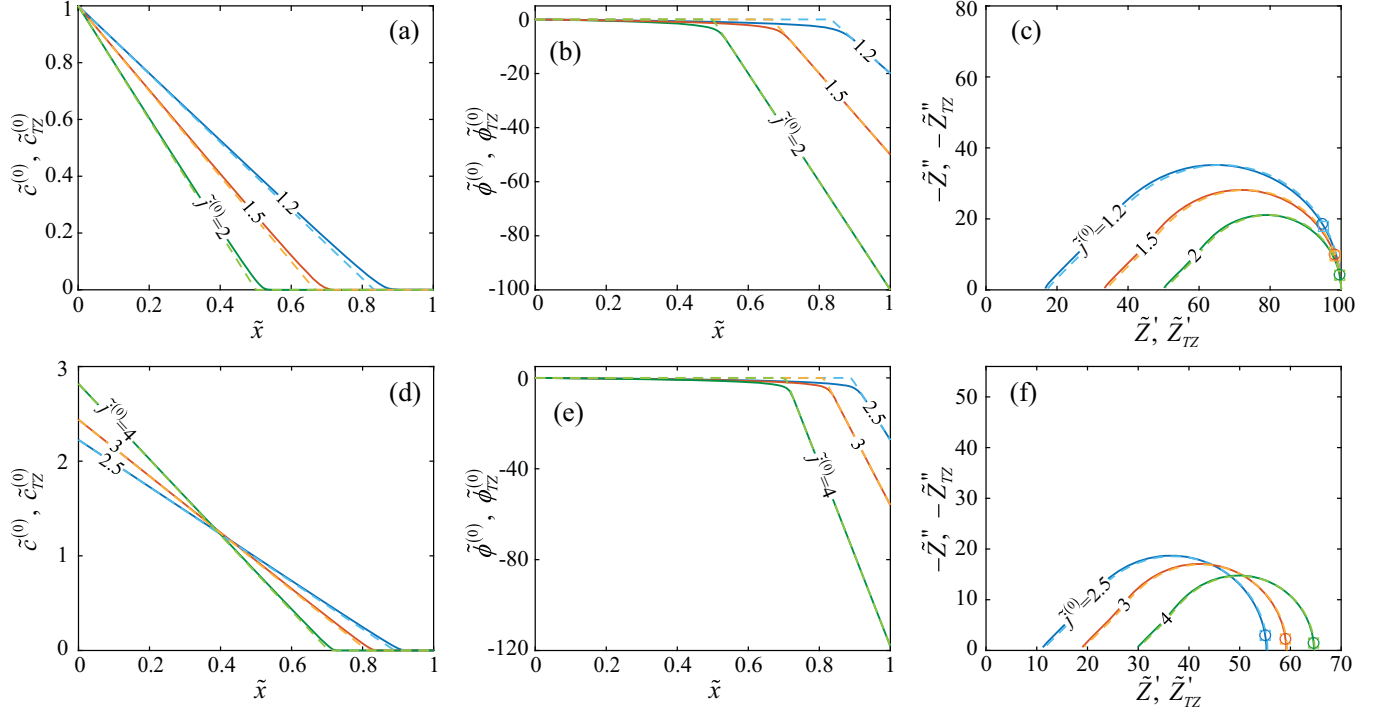 (a)
1
0.8
0.6
0.4
0.2
0
0 0.2 0.4 0.6 0.8 1
c̃⁽⁰⁾, c̃_TZ⁽⁰⁾
x̃
j̃⁽⁰⁾=2
1.5
1.2
(b)
0
-20
-40
-60
-80
-100
0 0.2 0.4 0.6 0.8 1
ϕ̃⁽⁰⁾, ϕ̃_TZ⁽⁰⁾
x̃
j̃⁽⁰⁾=2
1.5
1.2
(c)
80
60
40
20
0
0 20 40 60 80 100
−Z̃″, −Z̃″_TZ
Z̃′, Z̃′_TZ
j̃⁽⁰⁾=1.2
1.5
2
(d)
3
2
1
0
0 0.2 0.4 0.6 0.8 1
c̃⁽⁰⁾, c̃_TZ⁽⁰⁾
x̃
j̃⁽⁰⁾=4
3
2.5
(e)
0
-40
-80
-120
0 0.2 0.4 0.6 0.8 1
ϕ̃⁽⁰⁾, ϕ̃_TZ⁽⁰⁾
x̃
j̃⁽⁰⁾=4
3
2.5
(f)
50
40
30
20
10
0
0 10 20 30 40 50 60 70
−Z̃″, −Z̃″_TZ
Z̃′, Z̃′_TZ
j̃⁽⁰⁾=2.5
3
4